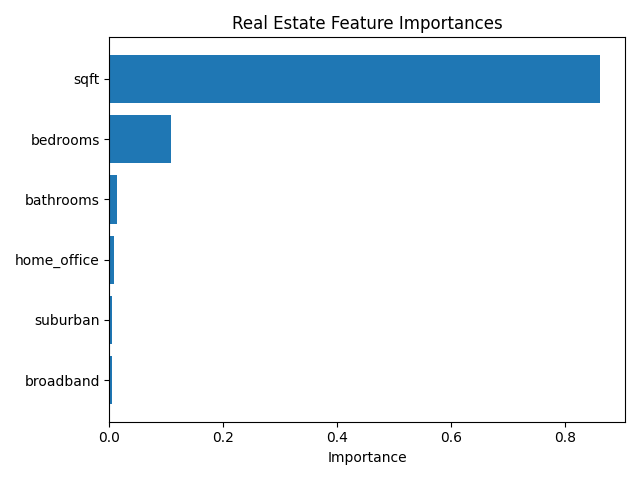 Real Estate Feature Importances
sqft
bedrooms
bathrooms
home_office
suburban
broadband
0.0 0.2 0.4 0.6 0.8
Importance